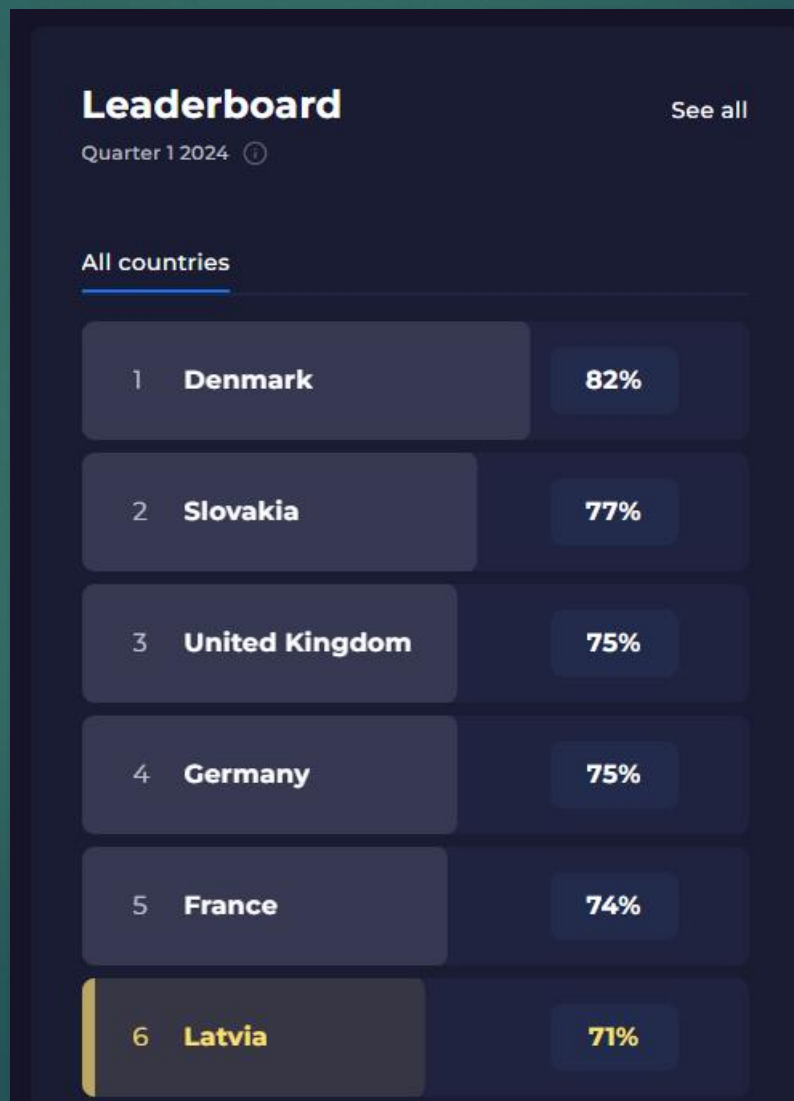 Leaderboard
See all
Quarter 1 2024
All countries
1 Denmark 82%
2 Slovakia 77%
3 United Kingdom 75%
4 Germany 75%
5 France 74%
6 Latvia 71%